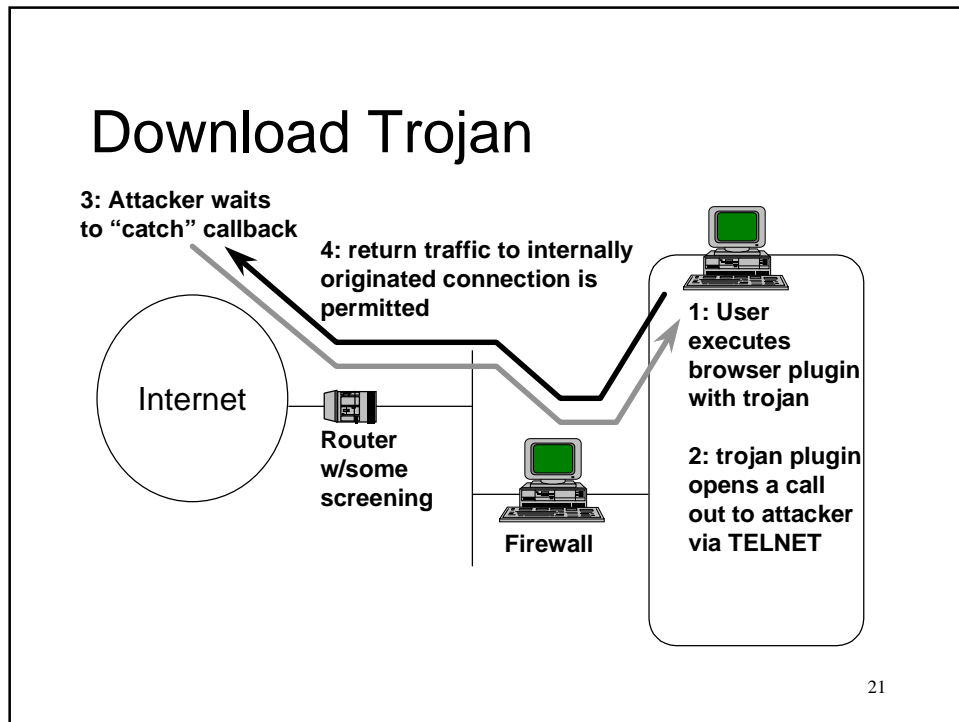 Download Trojan
3: Attacker waits
to “catch” callback
4: return traffic to internally
originated connection is
permitted
1: User
executes
browser plugin
with trojan
Internet
Router
w/some
screening
2: trojan plugin
opens a call
out to attacker
via TELNET
Firewall
21